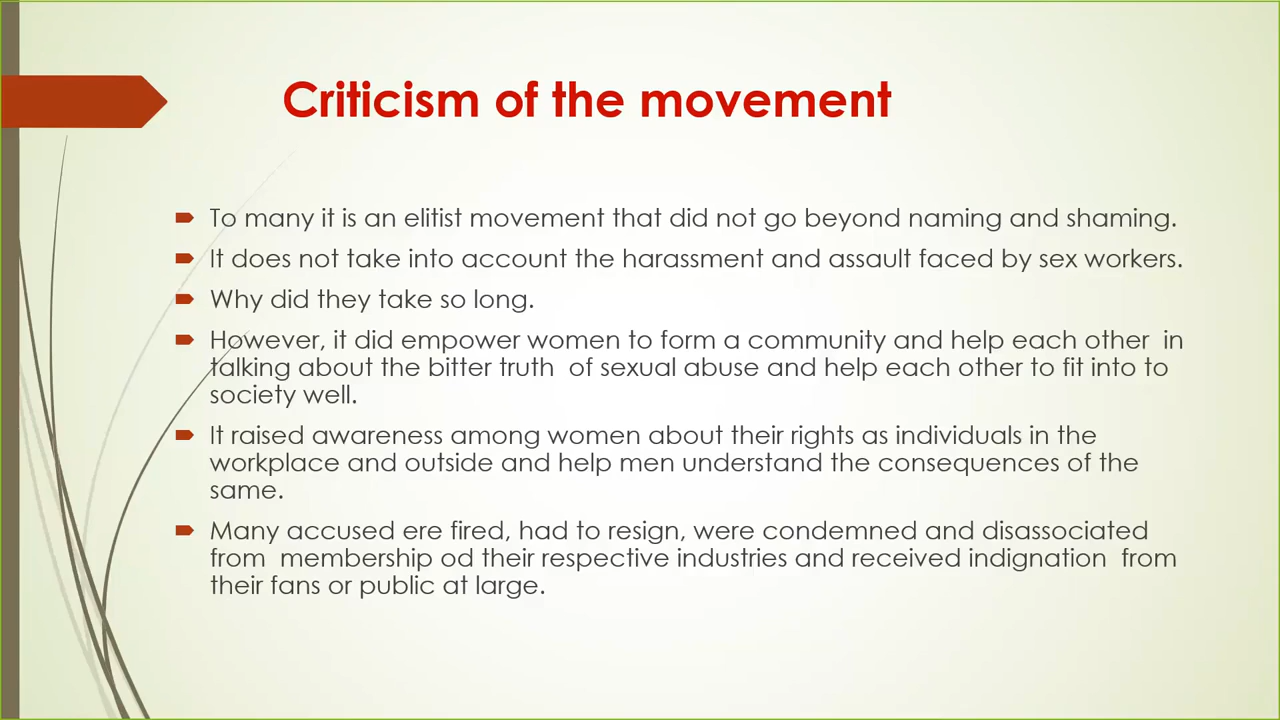 Criticism of the movement
To many it is an elitist movement that did not go beyond naming and shaming.
It does not take into account the harassment and assault faced by sex workers.
Why did they take so long.
However, it did empower women to form a community and help each other  in
talking about the bitter truth  of sexual abuse and help each other to fit into to
society well.
It raised awareness among women about their rights as individuals in the
workplace and outside and help men understand the consequences of the
same.
Many accused ere fired, had to resign, were condemned and disassociated
from  membership od their respective industries and received indignation  from
their fans or public at large.